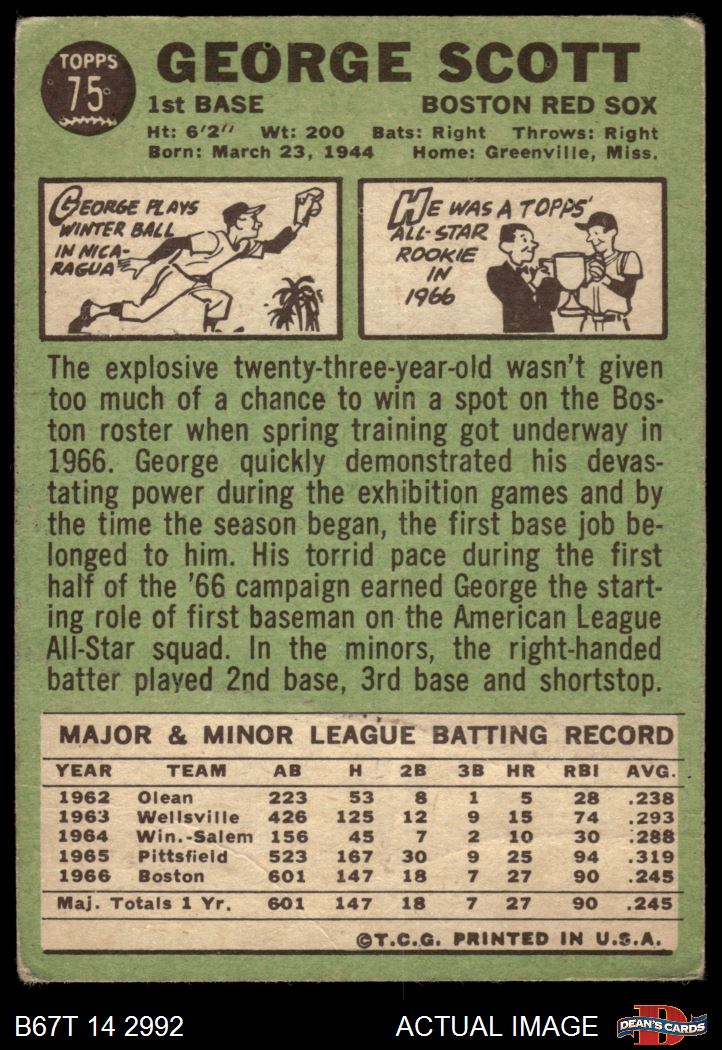 TOPPS
75
GEORGE SCOTT
1st BASE BOSTON RED SOX
Ht: 6'2" Wt: 200 Bats: Right Throws: Right
Born: March 23, 1944 Home: Greenville, Miss.
GEORGE PLAYS
WINTER BALL
IN NICA-
RAGUA
HE WAS A TOPPS'
ALL-STAR
ROOKIE
IN
1966
The explosive twenty-three-year-old wasn't given
too much of a chance to win a spot on the Bos-
ton roster when spring training got underway in
1966. George quickly demonstrated his devas-
tating power during the exhibition games and by
the time the season began, the first base job be-
longed to him. His torrid pace during the first
half of the '66 campaign earned George the start-
ing role of first baseman on the American League
All-Star squad. In the minors, the right-handed
batter played 2nd base, 3rd base and shortstop.
MAJOR & MINOR LEAGUE BATTING RECORD
YEAR TEAM AB H 2B 3B HR RBI AVG.
1962 Olean 223 53 8 1 5 28 .238
1963 Wellsville 426 125 12 9 15 74 .293
1964 Win.-Salem 156 45 7 2 10 30 .288
1965 Pittsfield 523 167 30 9 25 94 .319
1966 Boston 601 147 18 7 27 90 .245
Maj. Totals 1 Yr. 601 147 18 7 27 90 .245
©T.C.G. PRINTED IN U.S.A.
B67T 14 2992 ACTUAL IMAGE
D
DEAN'S CARDS